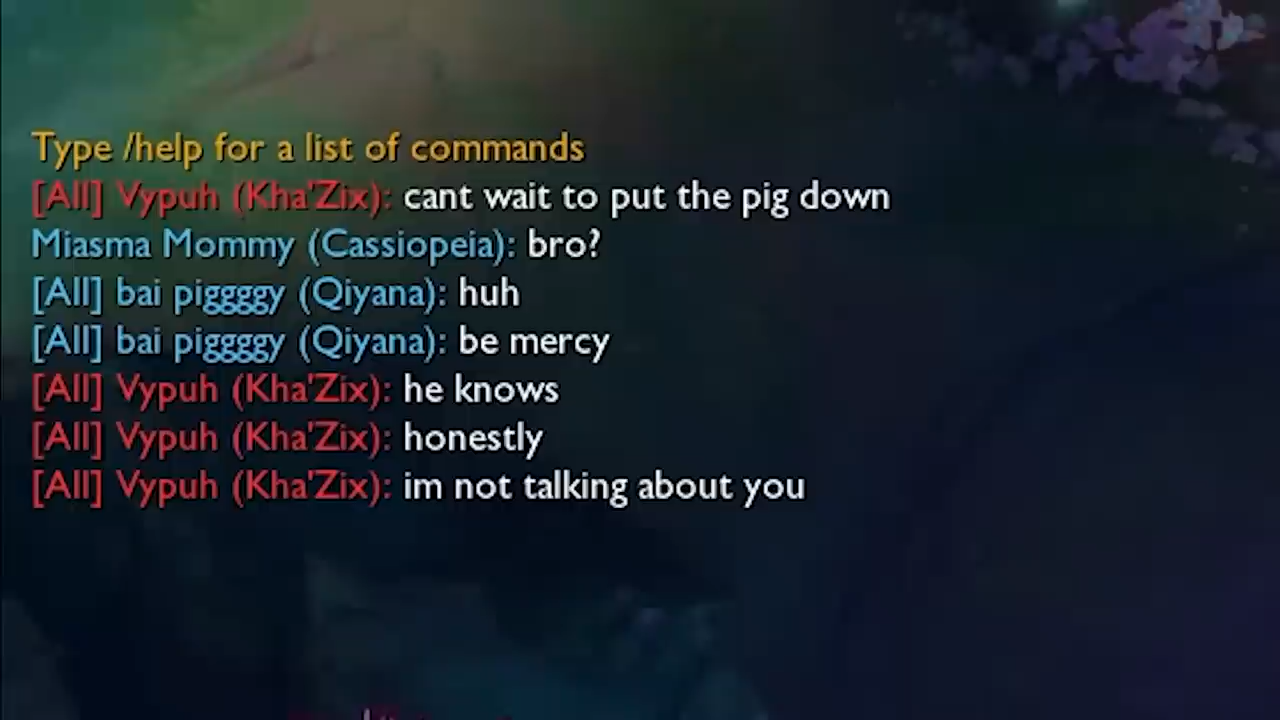 Type /help for a list of commands
[All] Vypuh (Kha'Zix): cant wait to put the pig down
Miasma Mommy (Cassiopeia): bro?
[All] bai piggggy (Qiyana): huh
[All] bai piggggy (Qiyana): be mercy
[All] Vypuh (Kha'Zix): he knows
[All] Vypuh (Kha'Zix): honestly
[All] Vypuh (Kha'Zix): im not talking about you